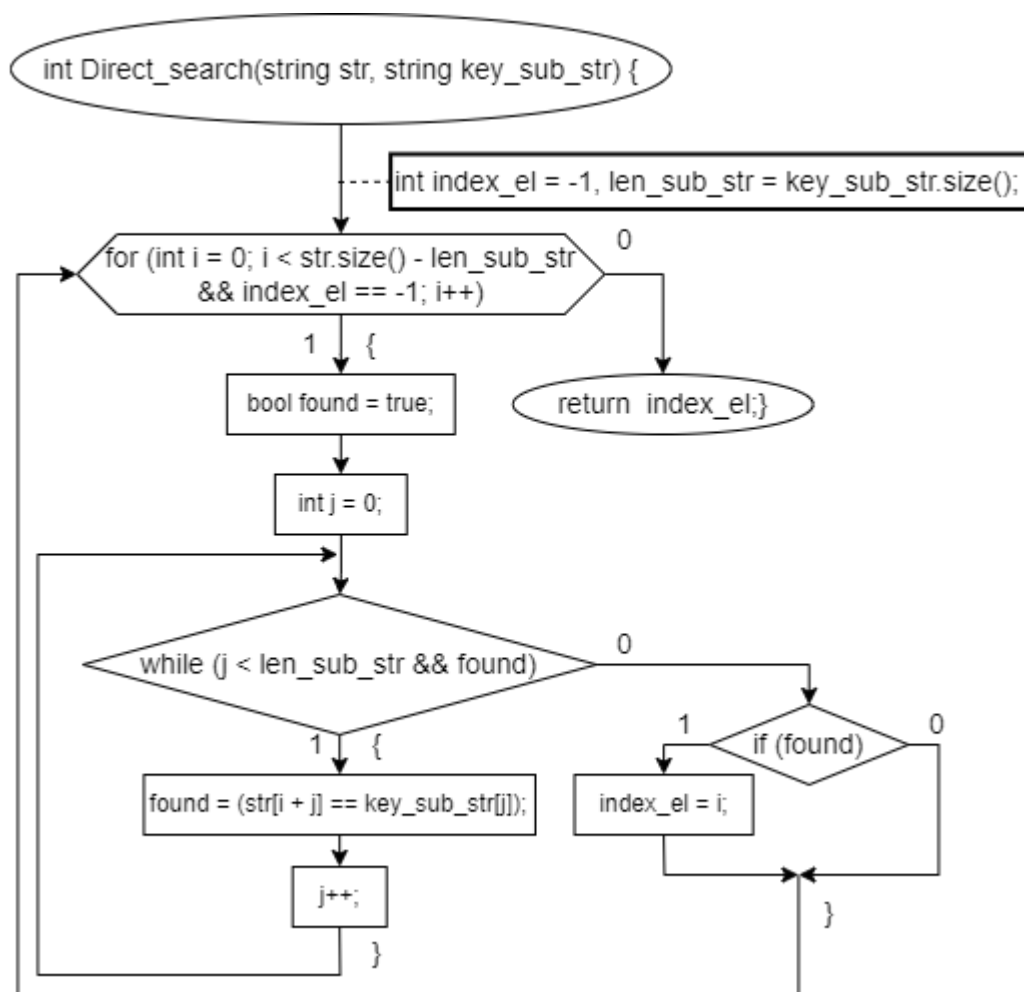 int Direct_search(string str, string key_sub_str) {
int index_el = -1, len_sub_str = key_sub_str.size();
for (int i = 0; i < str.size() - len_sub_str
&& index_el == -1; i++)
0
1 {
bool found = true;
return index_el;}
int j = 0;
while (j < len_sub_str && found)
0
1 {
if (found)
1
0
found = (str[i + j] == key_sub_str[j]);
index_el = i;
j++;
}
}